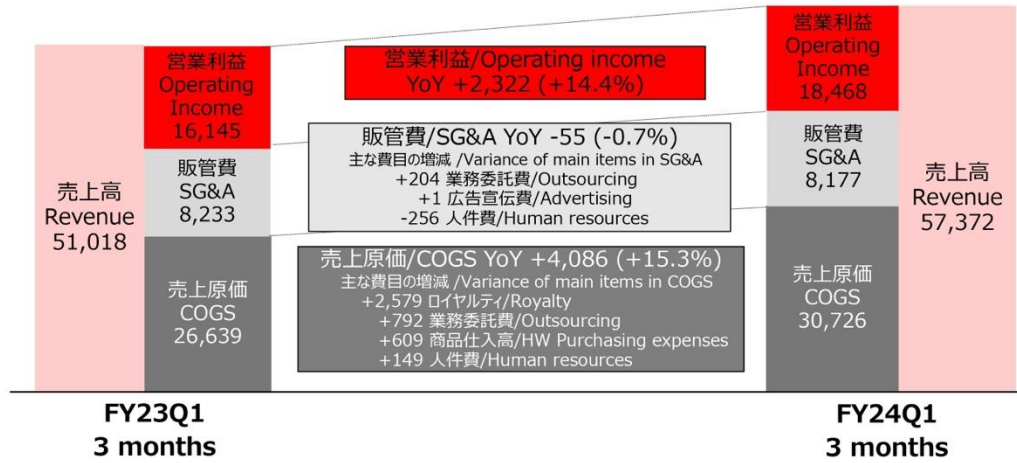 売上高
Revenue
51,018
営業利益
Operating
Income
16,145
販管費
SG&A
8,233
売上原価
COGS
26,639
営業利益/Operating income
YoY +2,322 (+14.4%)
販管費/SG&A YoY -55 (-0.7%)
主な費目の増減 /Variance of main items in SG&A
+204 業務委託費/Outsourcing
+1 広告宣伝費/Advertising
-256 人件費/Human resources
売上原価/COGS YoY +4,086 (+15.3%)
主な費目の増減 /Variance of main items in COGS
+2,579 ロイヤルティ/Royalty
+792 業務委託費/Outsourcing
+609 商品仕入高/HW Purchasing expenses
+149 人件費/Human resources
営業利益
Operating
Income
18,468
販管費
SG&A
8,177
売上原価
COGS
30,726
売上高
Revenue
57,372
FY23Q1
3 months
FY24Q1
3 months